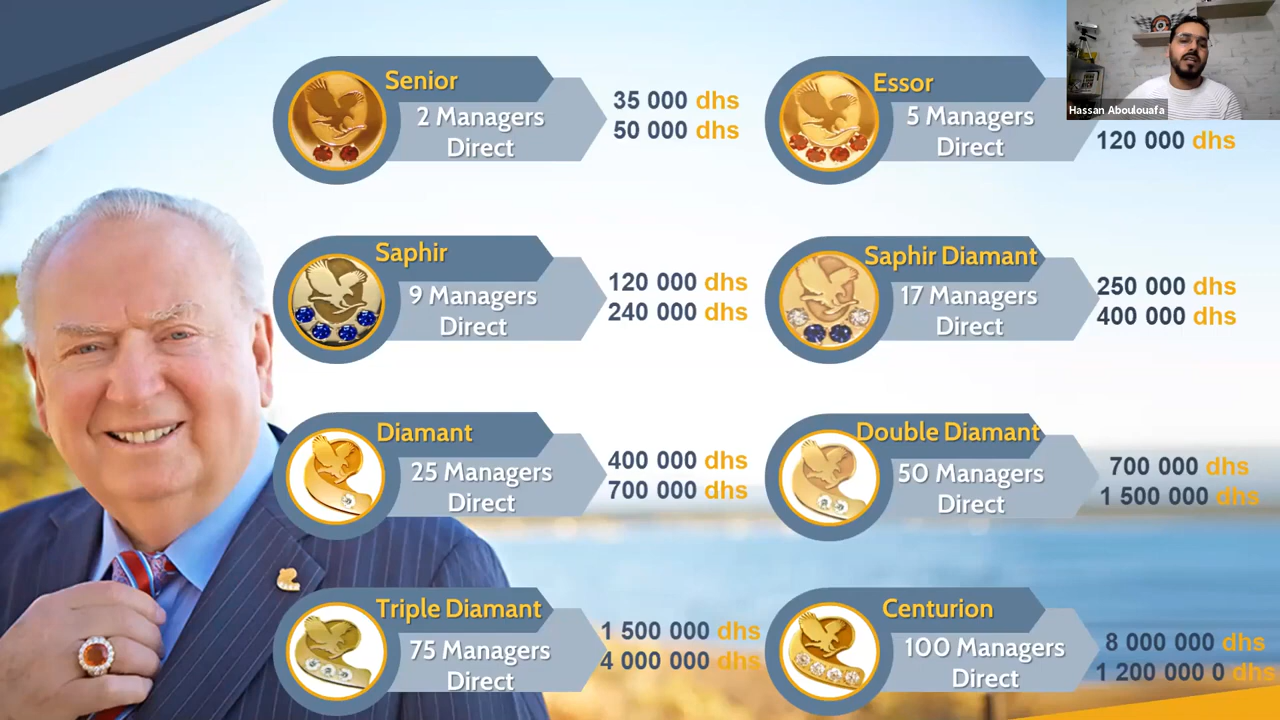 Senior
2 Managers
Direct
35 000 dhs
50 000 dhs
Essor
5 Managers
Direct
120 000 dhs
Hassan Aboulouafa
Saphir
9 Managers
Direct
120 000 dhs
240 000 dhs
Saphir Diamant
17 Managers
Direct
250 000 dhs
400 000 dhs
Diamant
25 Managers
Direct
400 000 dhs
700 000 dhs
Double Diamant
50 Managers
Direct
700 000 dhs
1 500 000 dhs
Triple Diamant
75 Managers
Direct
1 500 000 dhs
4 000 000 dhs
Centurion
100 Managers
Direct
8 000 000 dhs
1 200 000 0 dhs